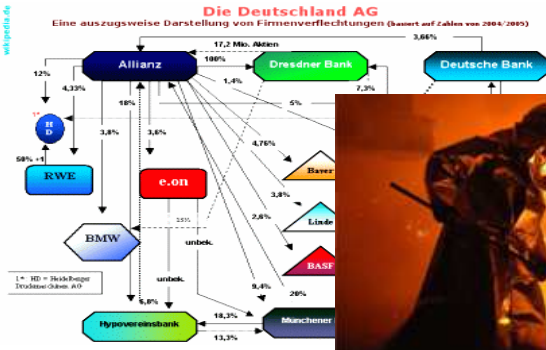 Die Deutschland AG
Eine auszugsweise Darstellung von Firmenverflechtungen (basiert auf Zahlen von 2004/2005)
wikipedia.de
3,66%
17,2 Mio. Aktien
Allianz
100%
Dresdner Bank
Deutsche Bank
12%
4,33%
18%
1,4%
5%
7,3%
1*
H
D
3,8%
3,6%
4,76%
50% +1
RWE
e.on
Bayer
3,8%
2,6%
Linde
BMW
unbek.
BASF
1 * HD = Heidelberger
Druckmaschinen AG
unbek.
6,8%
9,4%
20%
Hypovereinsbank
18,3%
13,3%
Münchener